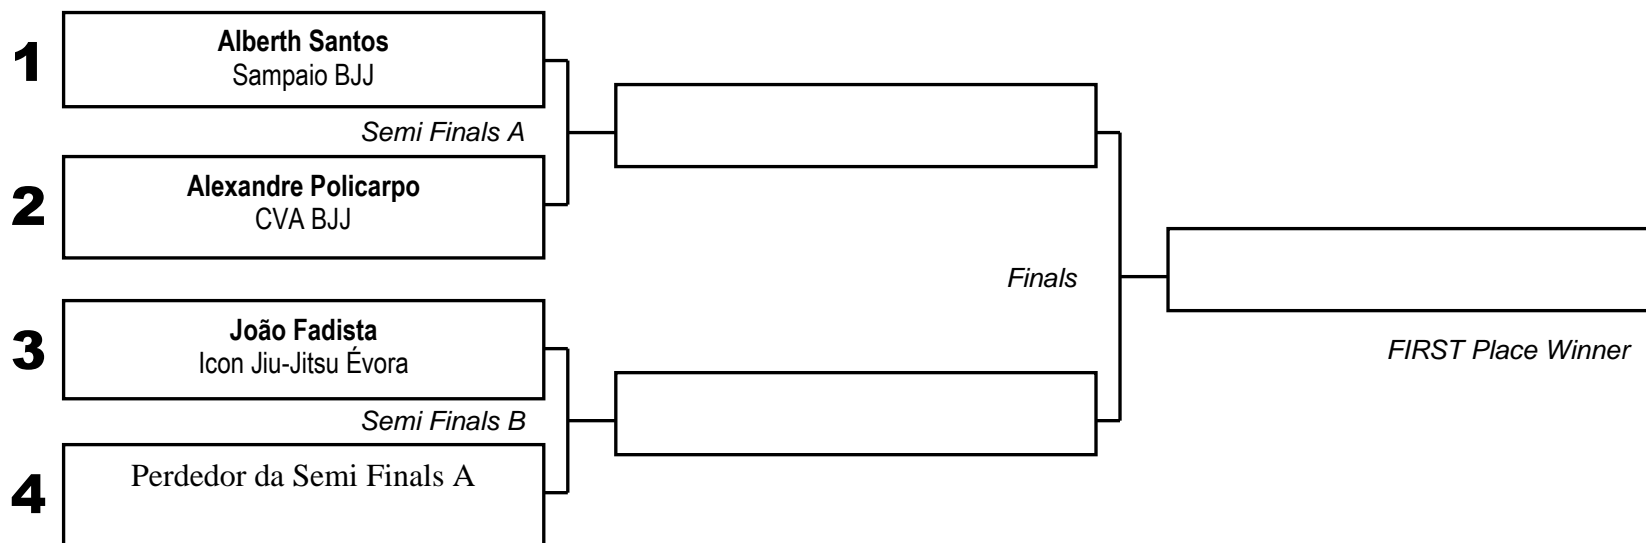 1
Alberth Santos
Sampaio BJJ
Semi Finals A
2
Alexandre Policarpo
CVA BJJ
3
João Fadista
Icon Jiu-Jitsu Évora
Semi Finals B
4
Perdedor da Semi Finals A
Finals
FIRST Place Winner